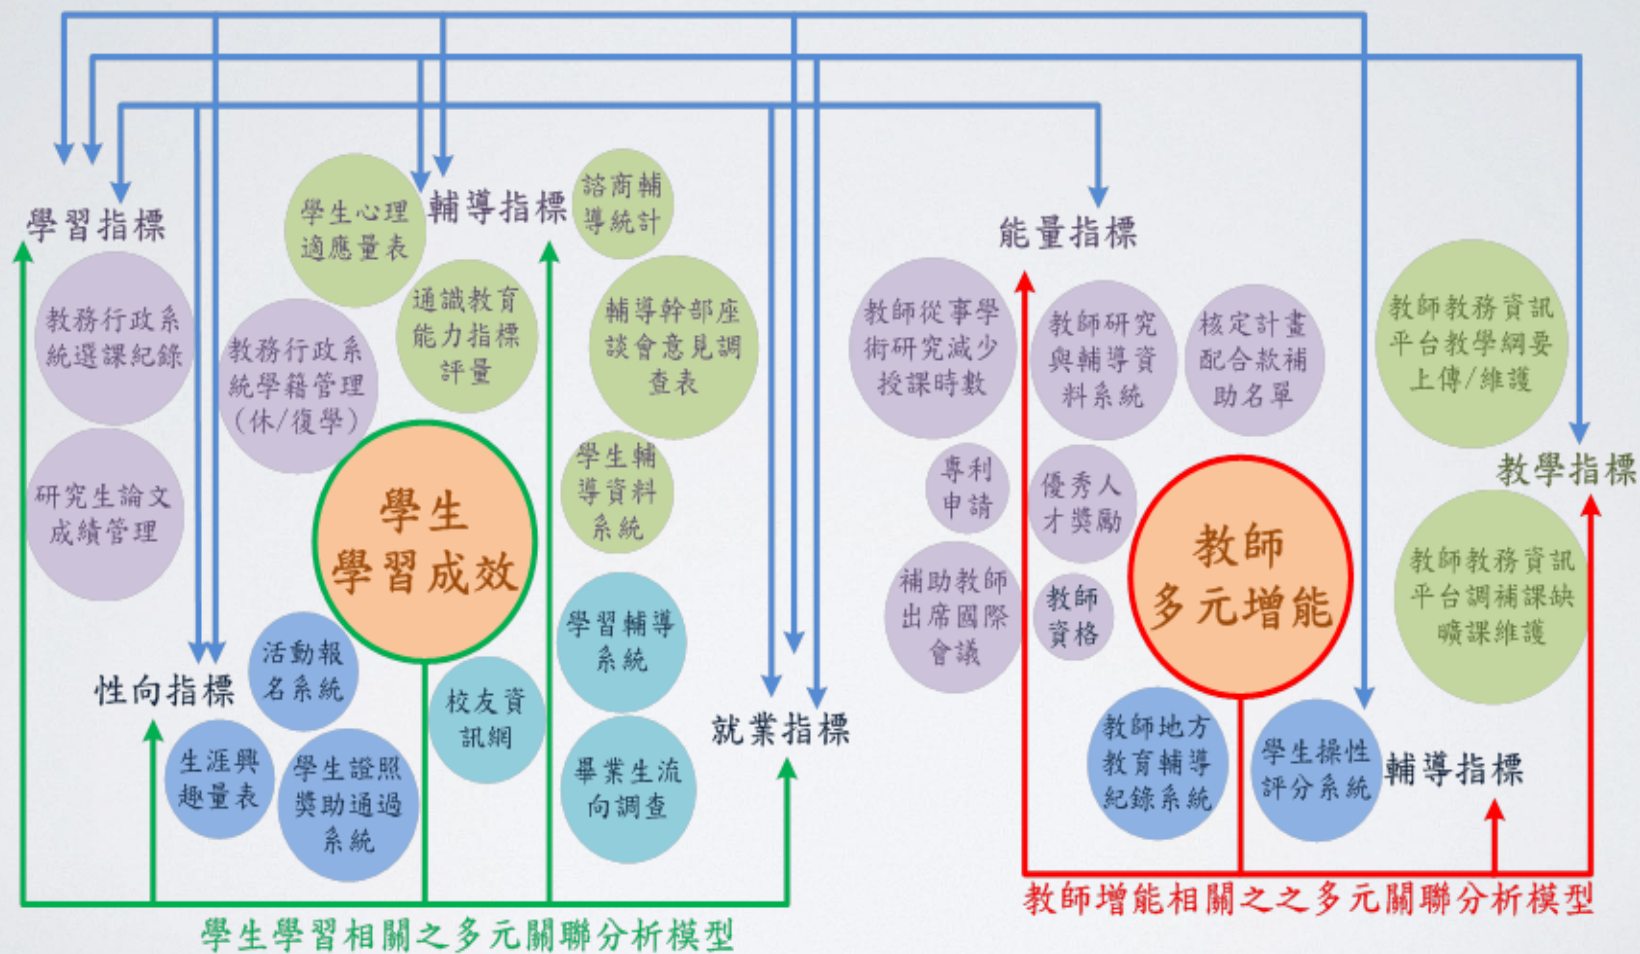 學習指標
教務行政系
統選課紀錄
研究生論文
成績管理
學生心理
適應量表
輔導指標
諮商輔
導統計
教務行政系
統學籍管理
(休/復學)
通識教育
能力指標
評量
輔導幹部座
談會意見調
查表
學生輔
導資料
系統
學生
學習成效
性向指標
活動報
名系統
生涯興
趣量表
學生證照
獎助通過
系統
校友資
訊網
學習輔導
系統
畢業生流
向調查
就業指標
學生學習相關之多元關聯分析模型
能量指標
教師從事學
術研究減少
授課時數
教師研究
與輔導資
料系統
核定計畫
配合款補
助名單
專利
申請
優秀人
才獎勵
補助教師
出席國際
會議
教師
資格
教師
多元增能
教師教務資訊
平台教學綱要
上傳/維護
教學指標
教師教務資訊
平台調補課缺
曠課維護
教師地方
教育輔導
紀錄系統
學生操性
評分系統
輔導指標
教師增能相關之之多元關聯分析模型